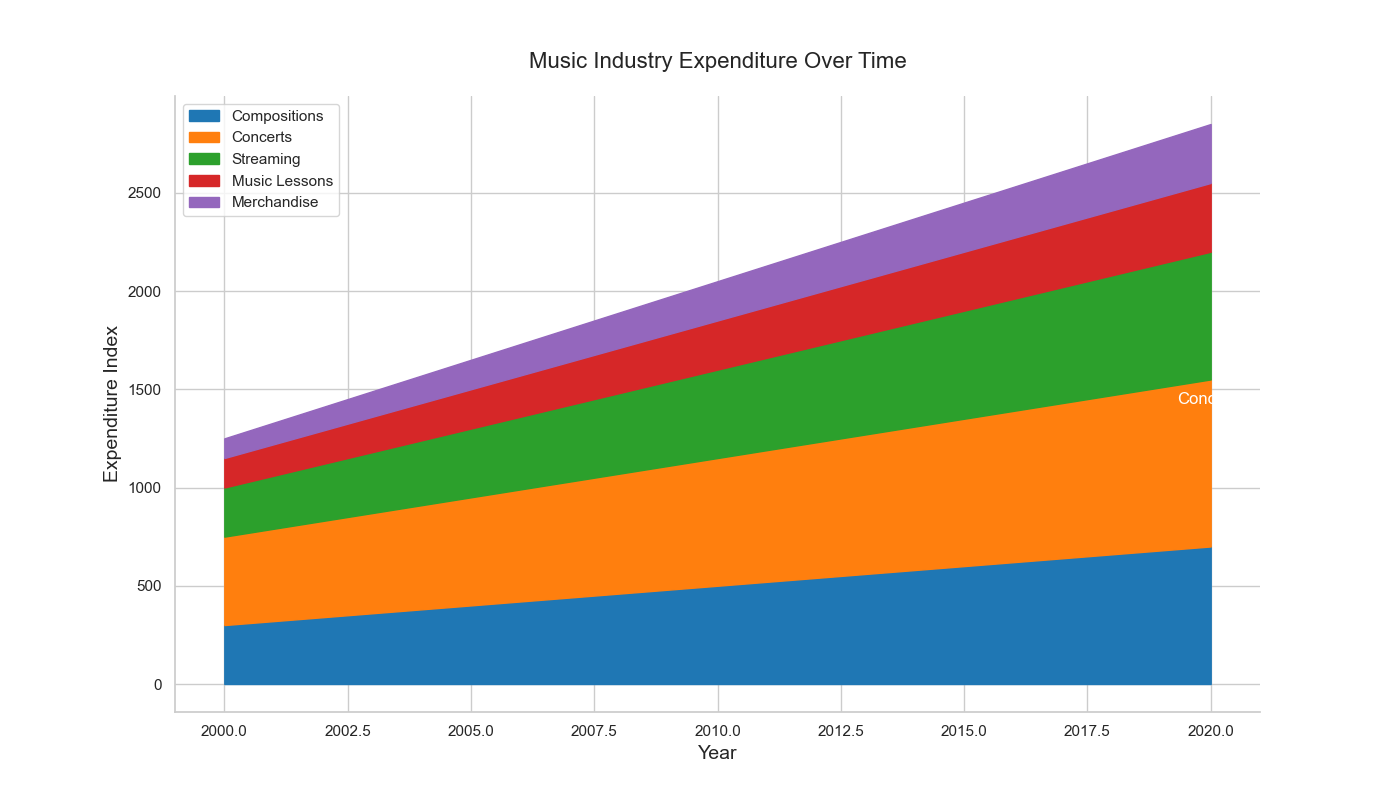 Music Industry Expenditure Over Time
Compositions
Concerts
Streaming
Music Lessons
Merchandise
Expenditure Index
2500
2000
1500
1000
500
0
Conc
2000.0 2002.5 2005.0 2007.5 2010.0 2012.5 2015.0 2017.5 2020.0
Year